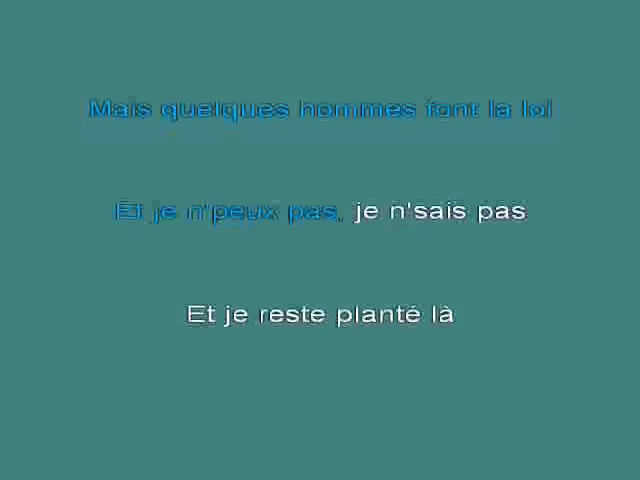 Mais quelques hommes font la loi
Et je n'peux pas, je n'sais pas
Et je reste planté là